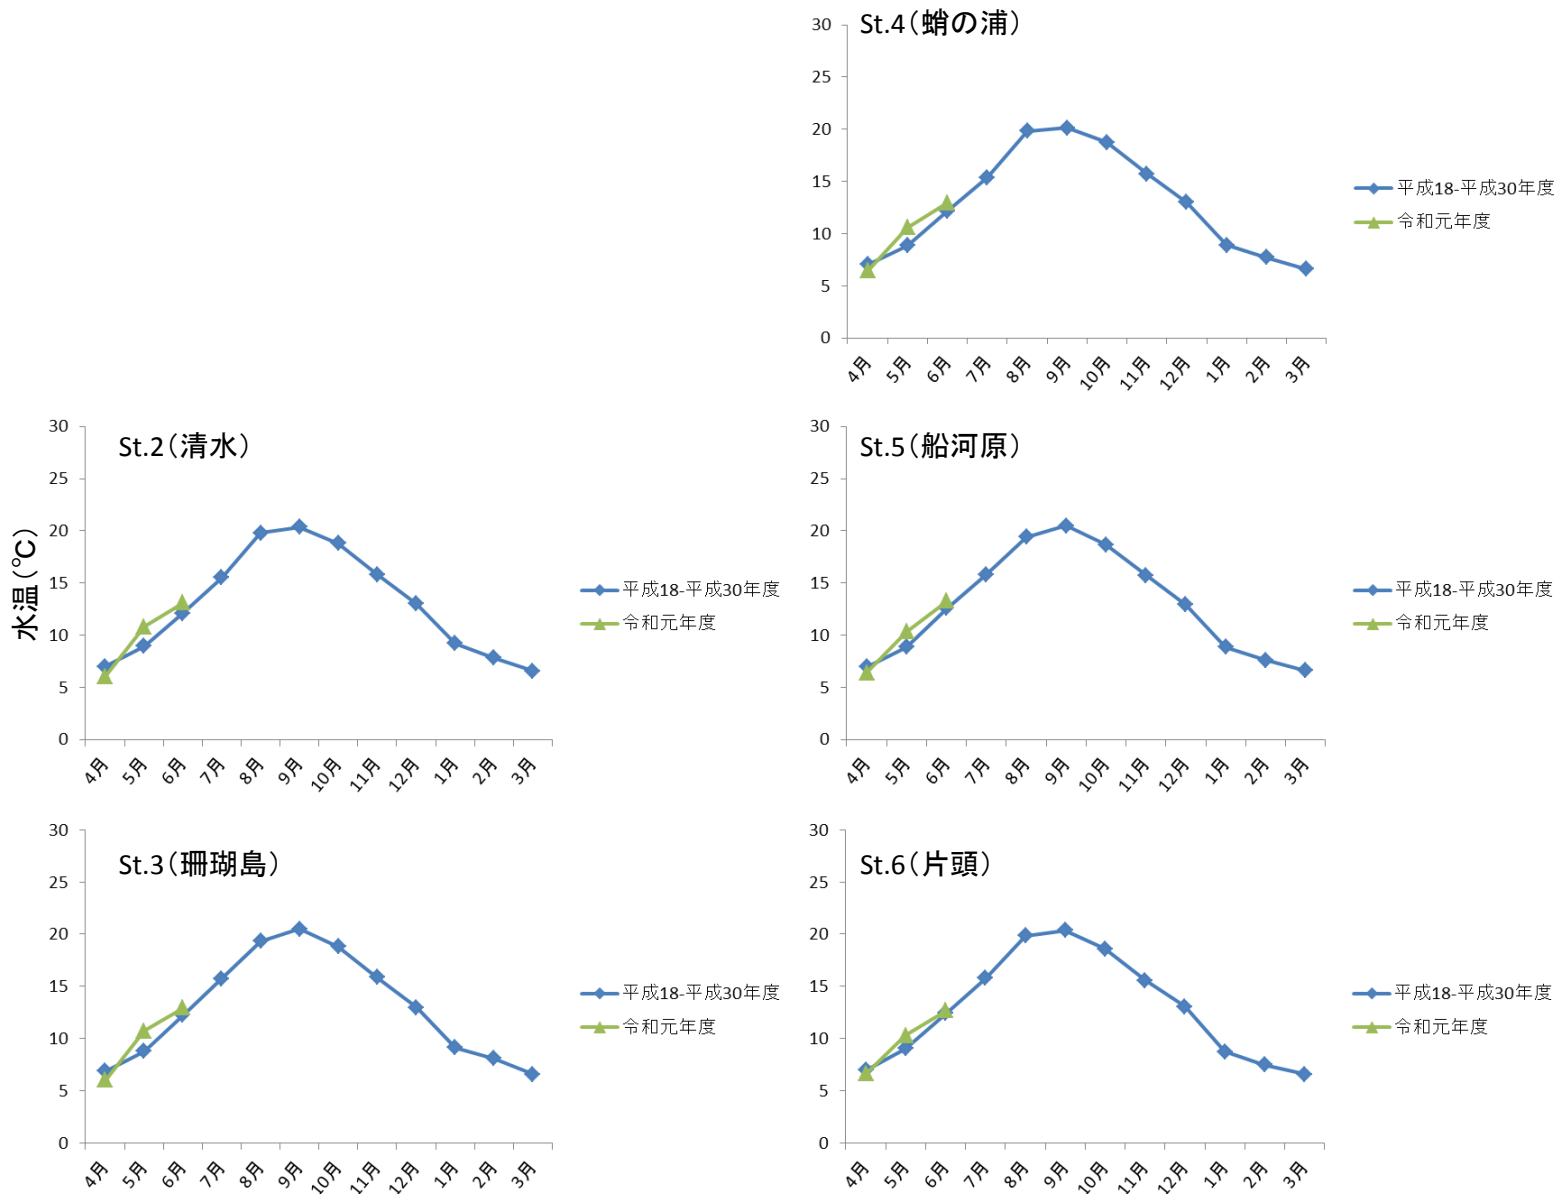 St.4（蛸の浦）
30
25
20
15
10
5
0
4月
5月
6月
7月
8月
9月
10月
11月
12月
1月
2月
3月
平成18-平成30年度
令和元年度
水温（℃）
St.2（清水）
30
25
20
15
10
5
0
4月
5月
6月
7月
8月
9月
10月
11月
12月
1月
2月
3月
平成18-平成30年度
令和元年度
St.5（船河原）
30
25
20
15
10
5
0
4月
5月
6月
7月
8月
9月
10月
11月
12月
1月
2月
3月
平成18-平成30年度
令和元年度
St.3（珊瑚島）
30
25
20
15
10
5
0
4月
5月
6月
7月
8月
9月
10月
11月
12月
1月
2月
3月
平成18-平成30年度
令和元年度
St.6（片頭）
30
25
20
15
10
5
0
4月
5月
6月
7月
8月
9月
10月
11月
12月
1月
2月
3月
平成18-平成30年度
令和元年度